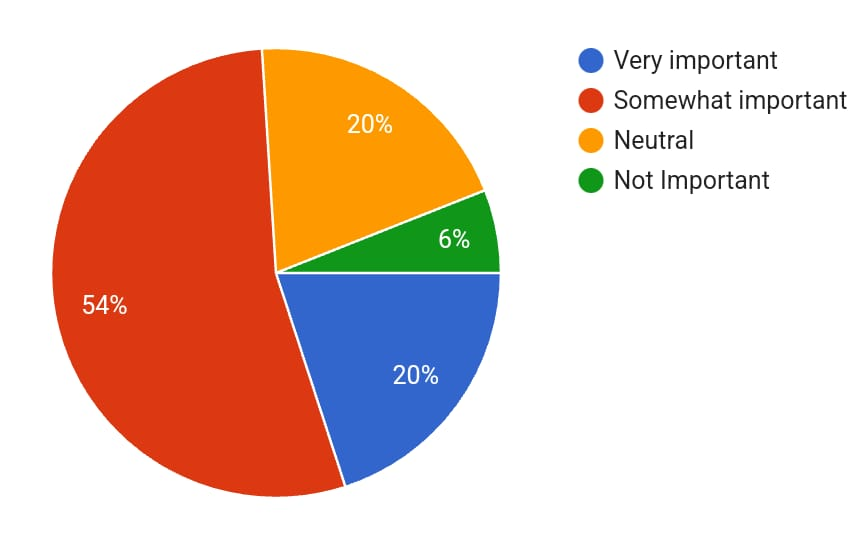 Very important
Somewhat important
Neutral
Not Important
20%
6%
54%
20%